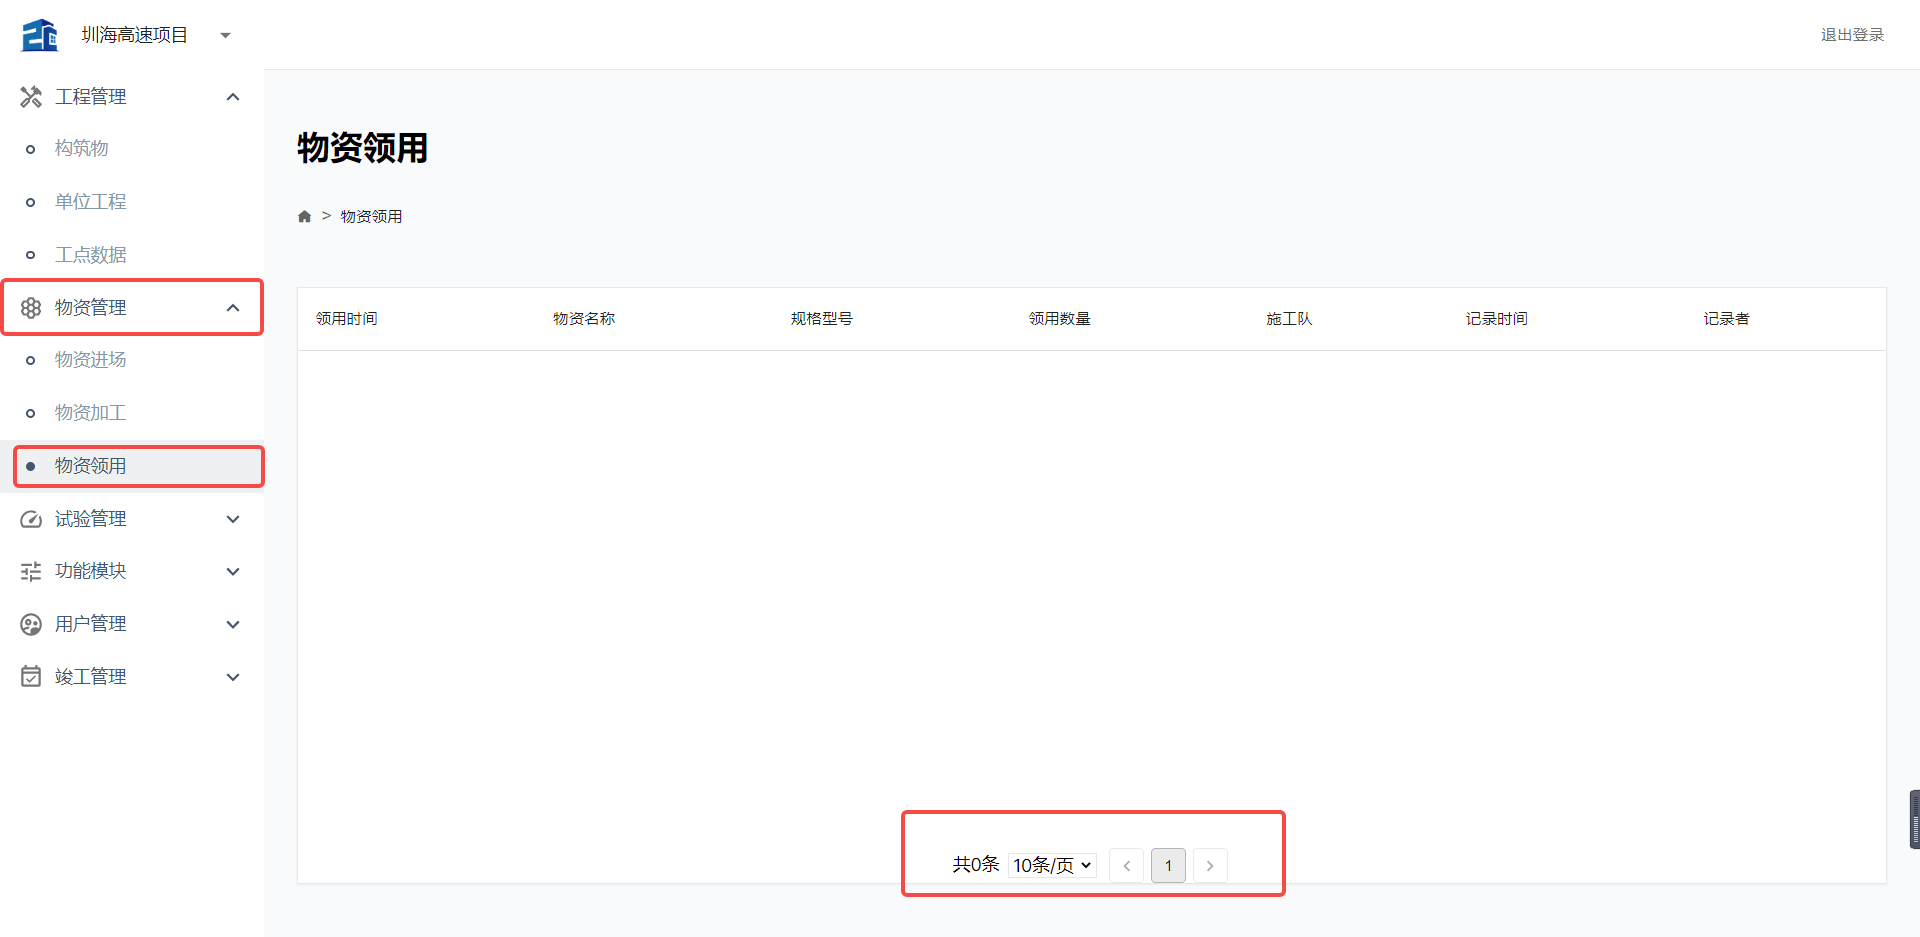 圳海高速项目
退出登录
工程管理
构筑物
单位工程
工点数据
物资管理
物资进场
物资加工
物资领用
试验管理
功能模块
用户管理
竣工管理
物资领用
> 物资领用
领用时间 物资名称 规格型号 领用数量 施工队 记录时间 记录者
共0条 10条/页 < 1 >